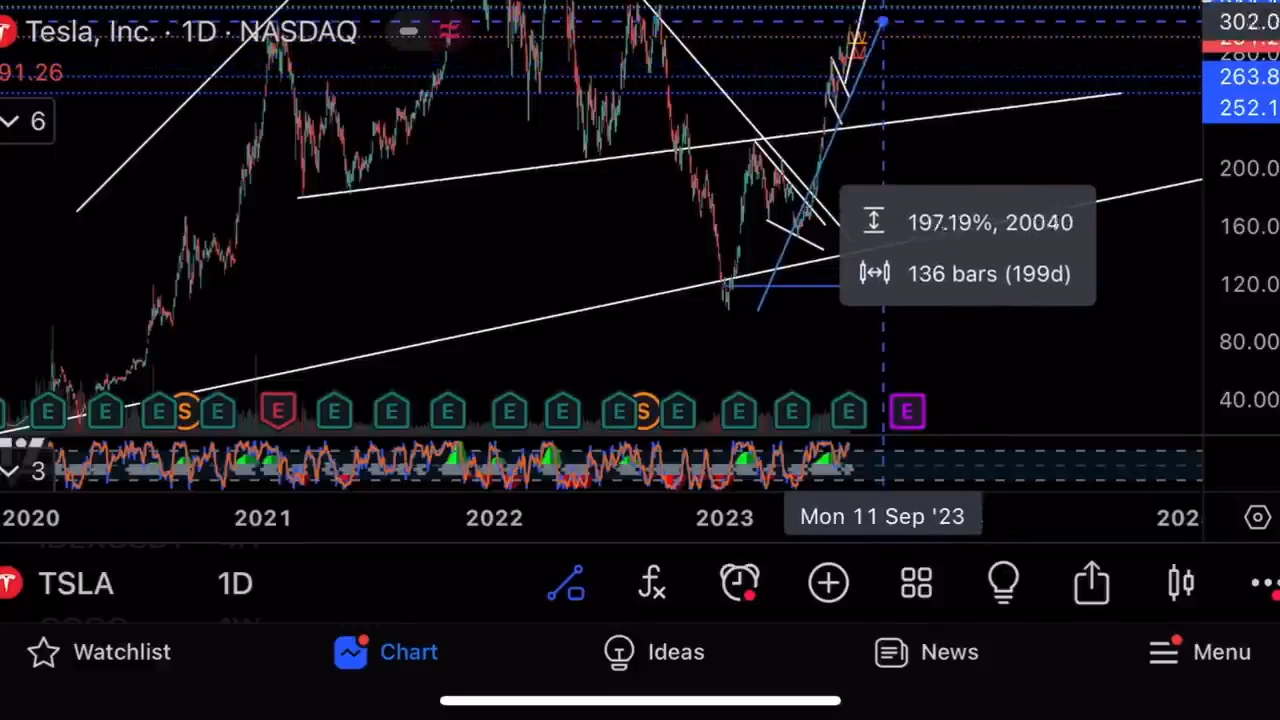 302.0
Tesla, Inc. · 1D · NASDAQ
91.26
263.8
6
252.1
200.0
197.19%, 20040
160.0
136 bars (199d)
120.0
80.00
40.00
E E E S E E E E E E E E S E E E E E
3
2020 2021 2022 2023 Mon 11 Sep '23 202
TSLA 1D
Watchlist Chart Ideas News Menu